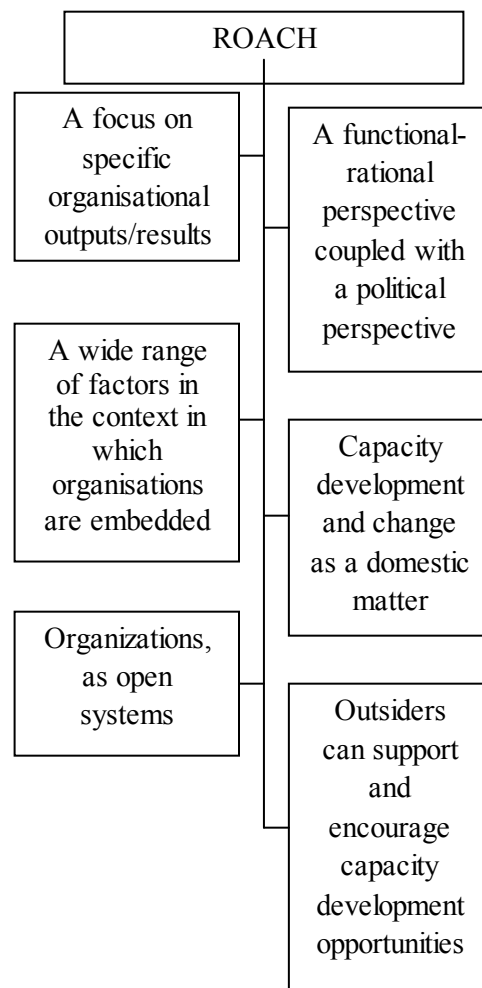 ROACH
A focus on
specific
organisational
outputs/results
A functional-
rational
perspective
coupled with
a political
perspective
A wide range
of factors in
the context in
which
organisations
are embedded
Capacity
development
and change
as a domestic
matter
Organizations,
as open
systems
Outsiders
can support
and
encourage
capacity
development
opportunities